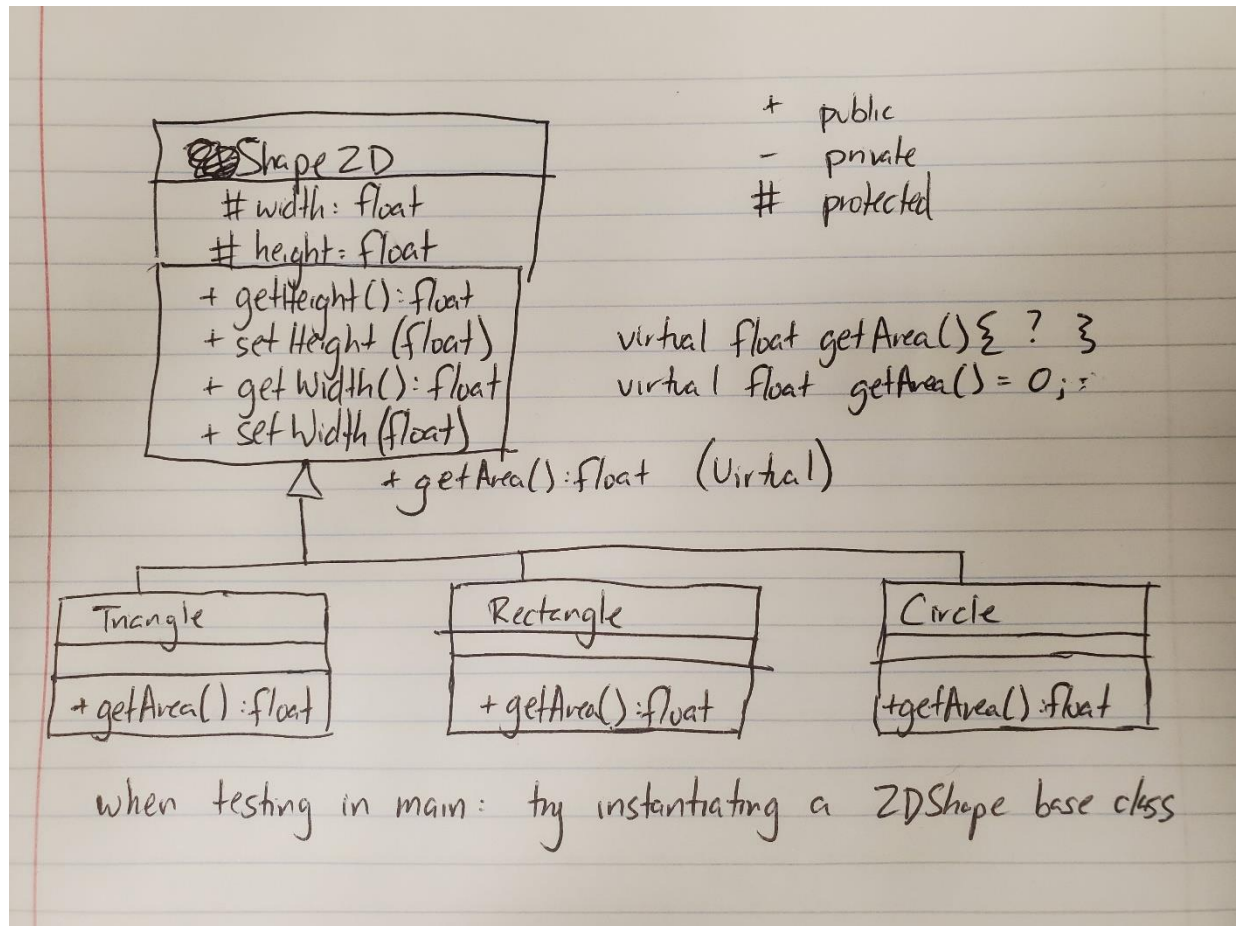 Shape2D
# width: float
# height: float
+ getHeight(): float
+ setHeight (float)
+ getWidth(): float
+ setWidth (float)
+ getArea(): float (Virtual)
+ public
- private
# protected
virtual float getArea() { ? }
virtual float getArea() = 0;
Triangle
+ getArea(): float
Rectangle
+ getArea(): float
Circle
+ getArea(): float
when testing in main: try instantiating a 2DShape base class